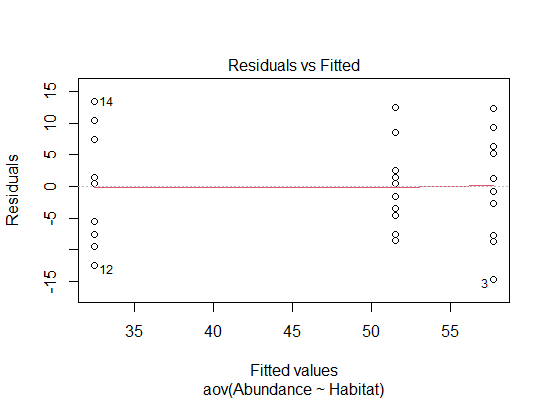 Residuals vs Fitted
15
10
5
0
-5
-15
Residuals
14
12
3
35 40 45 50 55
Fitted values
aov(Abundance ~ Habitat)